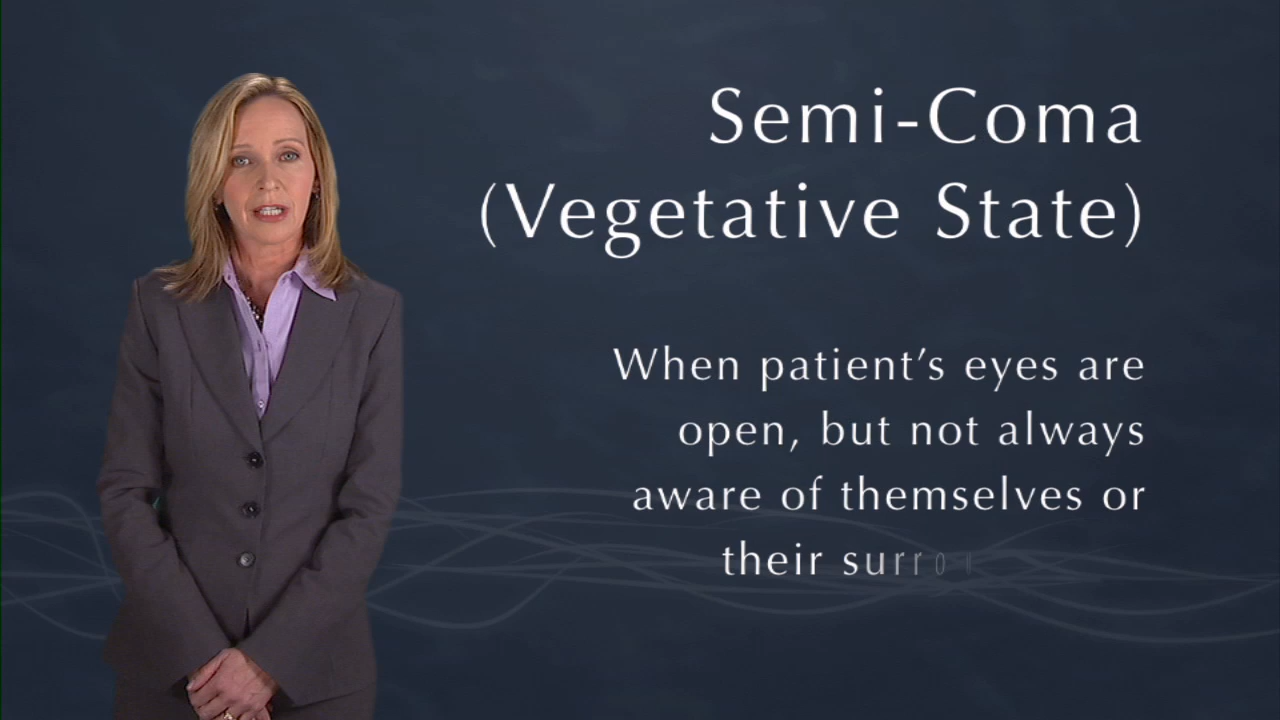 Semi-Coma
(Vegetative State)
When patient's eyes are
open, but not always
aware of themselves or
their